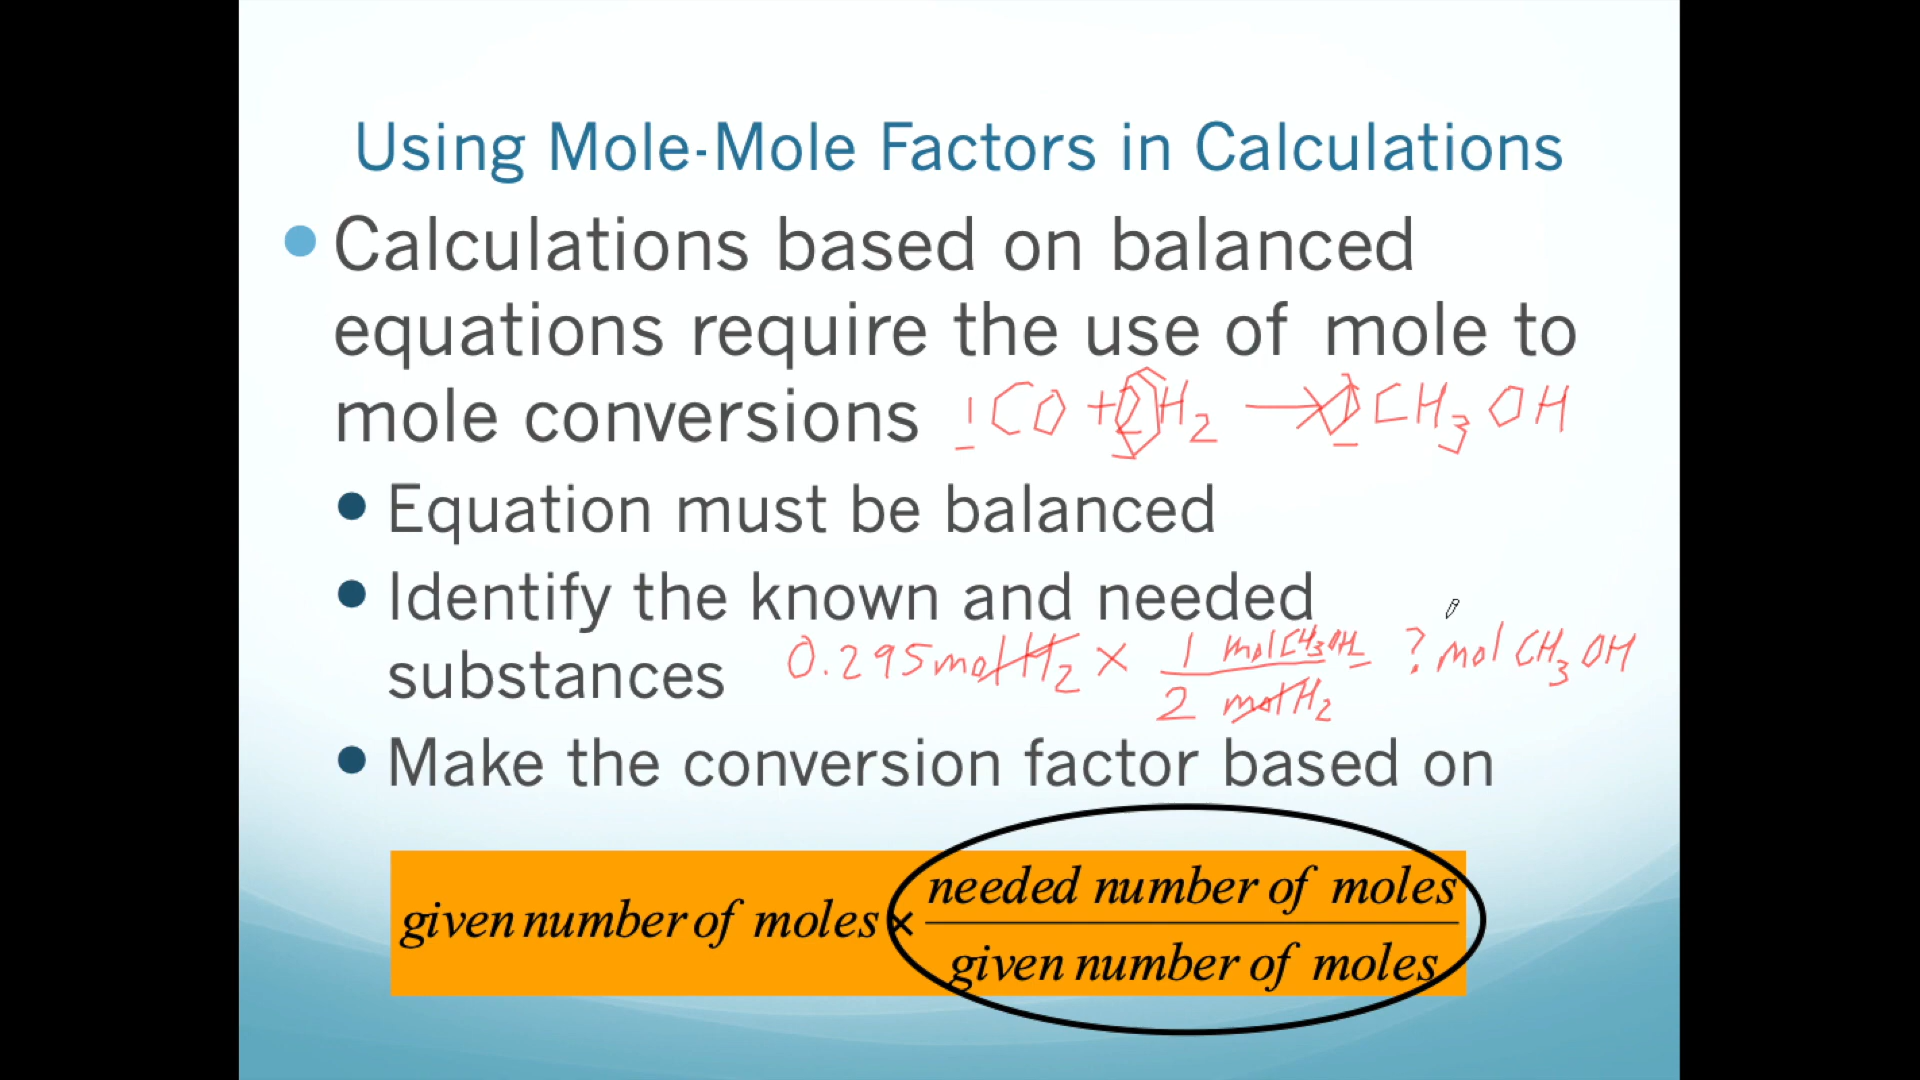 Using Mole-Mole Factors in Calculations
Calculations based on balanced
equations require the use of mole to
mole conversions 1CO + 2H₂ → 1CH₃OH
Equation must be balanced
Identify the known and needed
substances 0.295 mol H₂ × 1 mol CH₃OH / 2 mol H₂ ? mol CH₃OH
Make the conversion factor based on
given number of moles × needed number of moles / given number of moles